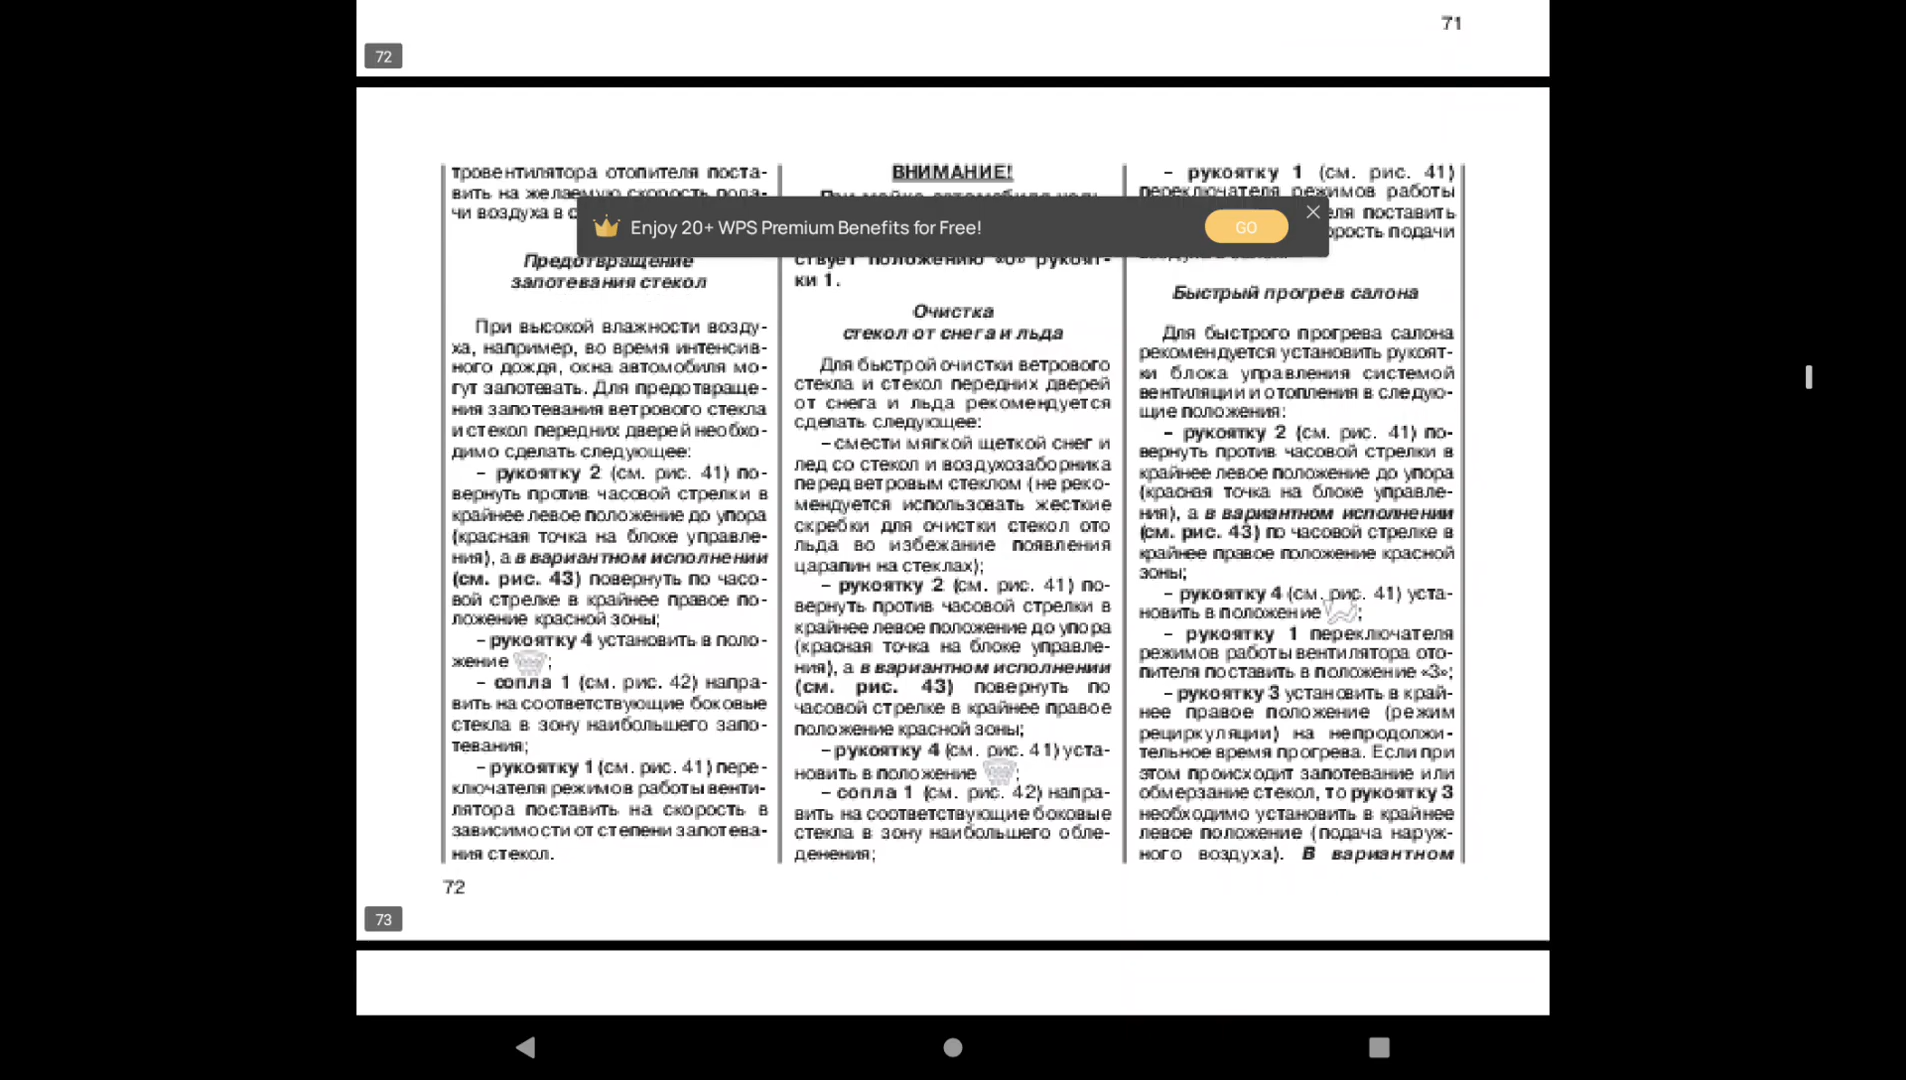 71
72
тровентилятора отопителя поста-
вить на желаемую скорость пода-
чи воздуха в с
Предотвращение
запотевания стекол
При высокой влажности возду-
ха, например, во время интенсив-
ного дождя, окна автомобиля мо-
гут запотевать. Для предотвраще-
ния запотевания ветрового стекла
и стекол передних дверей необхо-
димо сделать следующее:
– рукоятку 2 (см. рис. 41) по-
вернуть против часовой стрелки в
крайнее левое положение до упора
(красная точка на блоке управле-
ния), а в вариантном исполнении
(см. рис. 43) повернуть по часо-
вой стрелке в крайнее правое по-
ложение красной зоны;
– рукоятку 4 установить в поло-
жение ;
– сопла 1 (см. рис. 42) напра-
вить на соответствующие боковые
стекла в зону наибольшего запо-
тевания;
– рукоятку 1 (см. рис. 41) пере-
ключателя режимов работы венти-
лятора поставить на скорость в
зависимости от степени запотева-
ния стекол.
ВНИМАНИЕ!
При мойке автомобиля
Enjoy 20+ WPS Premium Benefits for Free!
GO
ствует положению «0» рукоят-
ки 1.
Очистка
стекол от снега и льда
Для быстрой очистки ветрового
стекла и стекол передних дверей
от снега и льда рекомендуется
сделать следующее:
– смести мягкой щеткой снег и
лед со стекол и воздухозаборника
перед ветровым стеклом (не реко-
мендуется использовать жесткие
скребки для очистки стекол ото
льда во избежание появления
царапин на стеклах);
– рукоятку 2 (см. рис. 41) по-
вернуть против часовой стрелки в
крайнее левое положение до упора
(красная точка на блоке управле-
ния), а в вариантном исполнении
(см. рис. 43) повернуть по
часовой стрелке в крайнее правое
положение красной зоны;
– рукоятку 4 (см. рис. 41) уста-
новить в положение ;
– сопла 1 (см. рис. 42) напра-
вить на соответствующие боковые
стекла в зону наибольшего обле-
денения;
– рукоятку 1 (см. рис. 41)
переключателя режимов работы
еля поставить
орость подачи
Быстрый прогрев салона
Для быстрого прогрева салона
рекомендуется установить рукоят-
ки блока управления системой
вентиляции и отопления в следую-
щие положения:
– рукоятку 2 (см. рис. 41) по-
вернуть против часовой стрелки в
крайнее левое положение до упора
(красная точка на блоке управле-
ния), а в вариантном исполнении
(см. рис. 43) по часовой стрелке в
крайнее правое положение красной
зоны;
– рукоятку 4 (см. рис. 41) уста-
новить в положение ;
– рукоятку 1 переключателя
режимов работы вентилятора ото-
пителя поставить в положение «3»;
– рукоятку 3 установить в край-
нее правое положение (режим
рециркуляции) на непродолжи-
тельное время прогрева. Если при
этом происходит запотевание или
обмерзание стекол, то рукоятку 3
необходимо установить в крайнее
левое положение (подача наруж-
ного воздуха). В вариантном
72
73